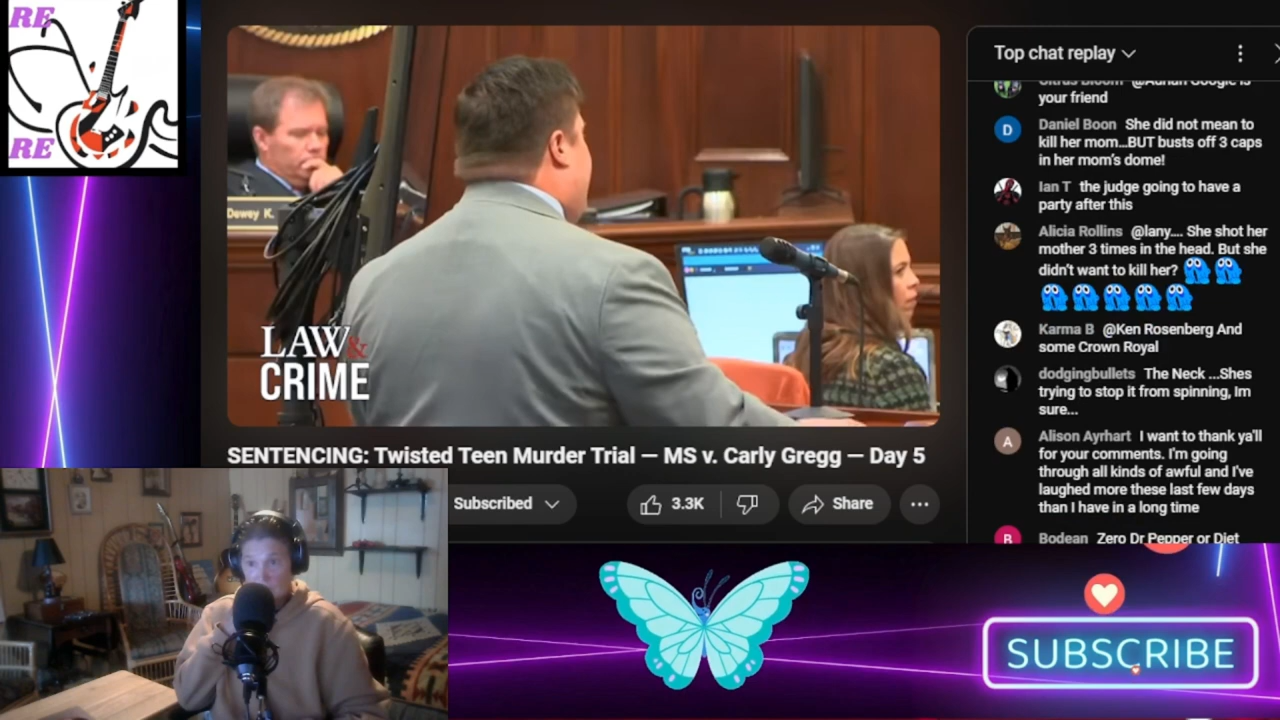 RE
RE
Dewey K.
LAW&
CRIME
SENTENCING: Twisted Teen Murder Trial — MS v. Carly Gregg — Day 5
Subscribed
3.3K
Share
Top chat replay
your friend
Daniel Boon She did not mean to
kill her mom...BUT busts off 3 caps
in her mom's dome!
Ian T the judge going to have a
party after this
Alicia Rollins @lany.... She shot her
mother 3 times in the head. But she
didn't want to kill her?
Karma B @Ken Rosenberg And
some Crown Royal
dodgingbullets The Neck ...Shes
trying to stop it from spinning, Im
sure...
A
Alison Ayrhart I want to thank ya'll
for your comments. I'm going
through all kinds of awful and I've
laughed more these last few days
than I have in a long time
Bodean Zero Dr Pepper or Diet
SUBSCRIBE